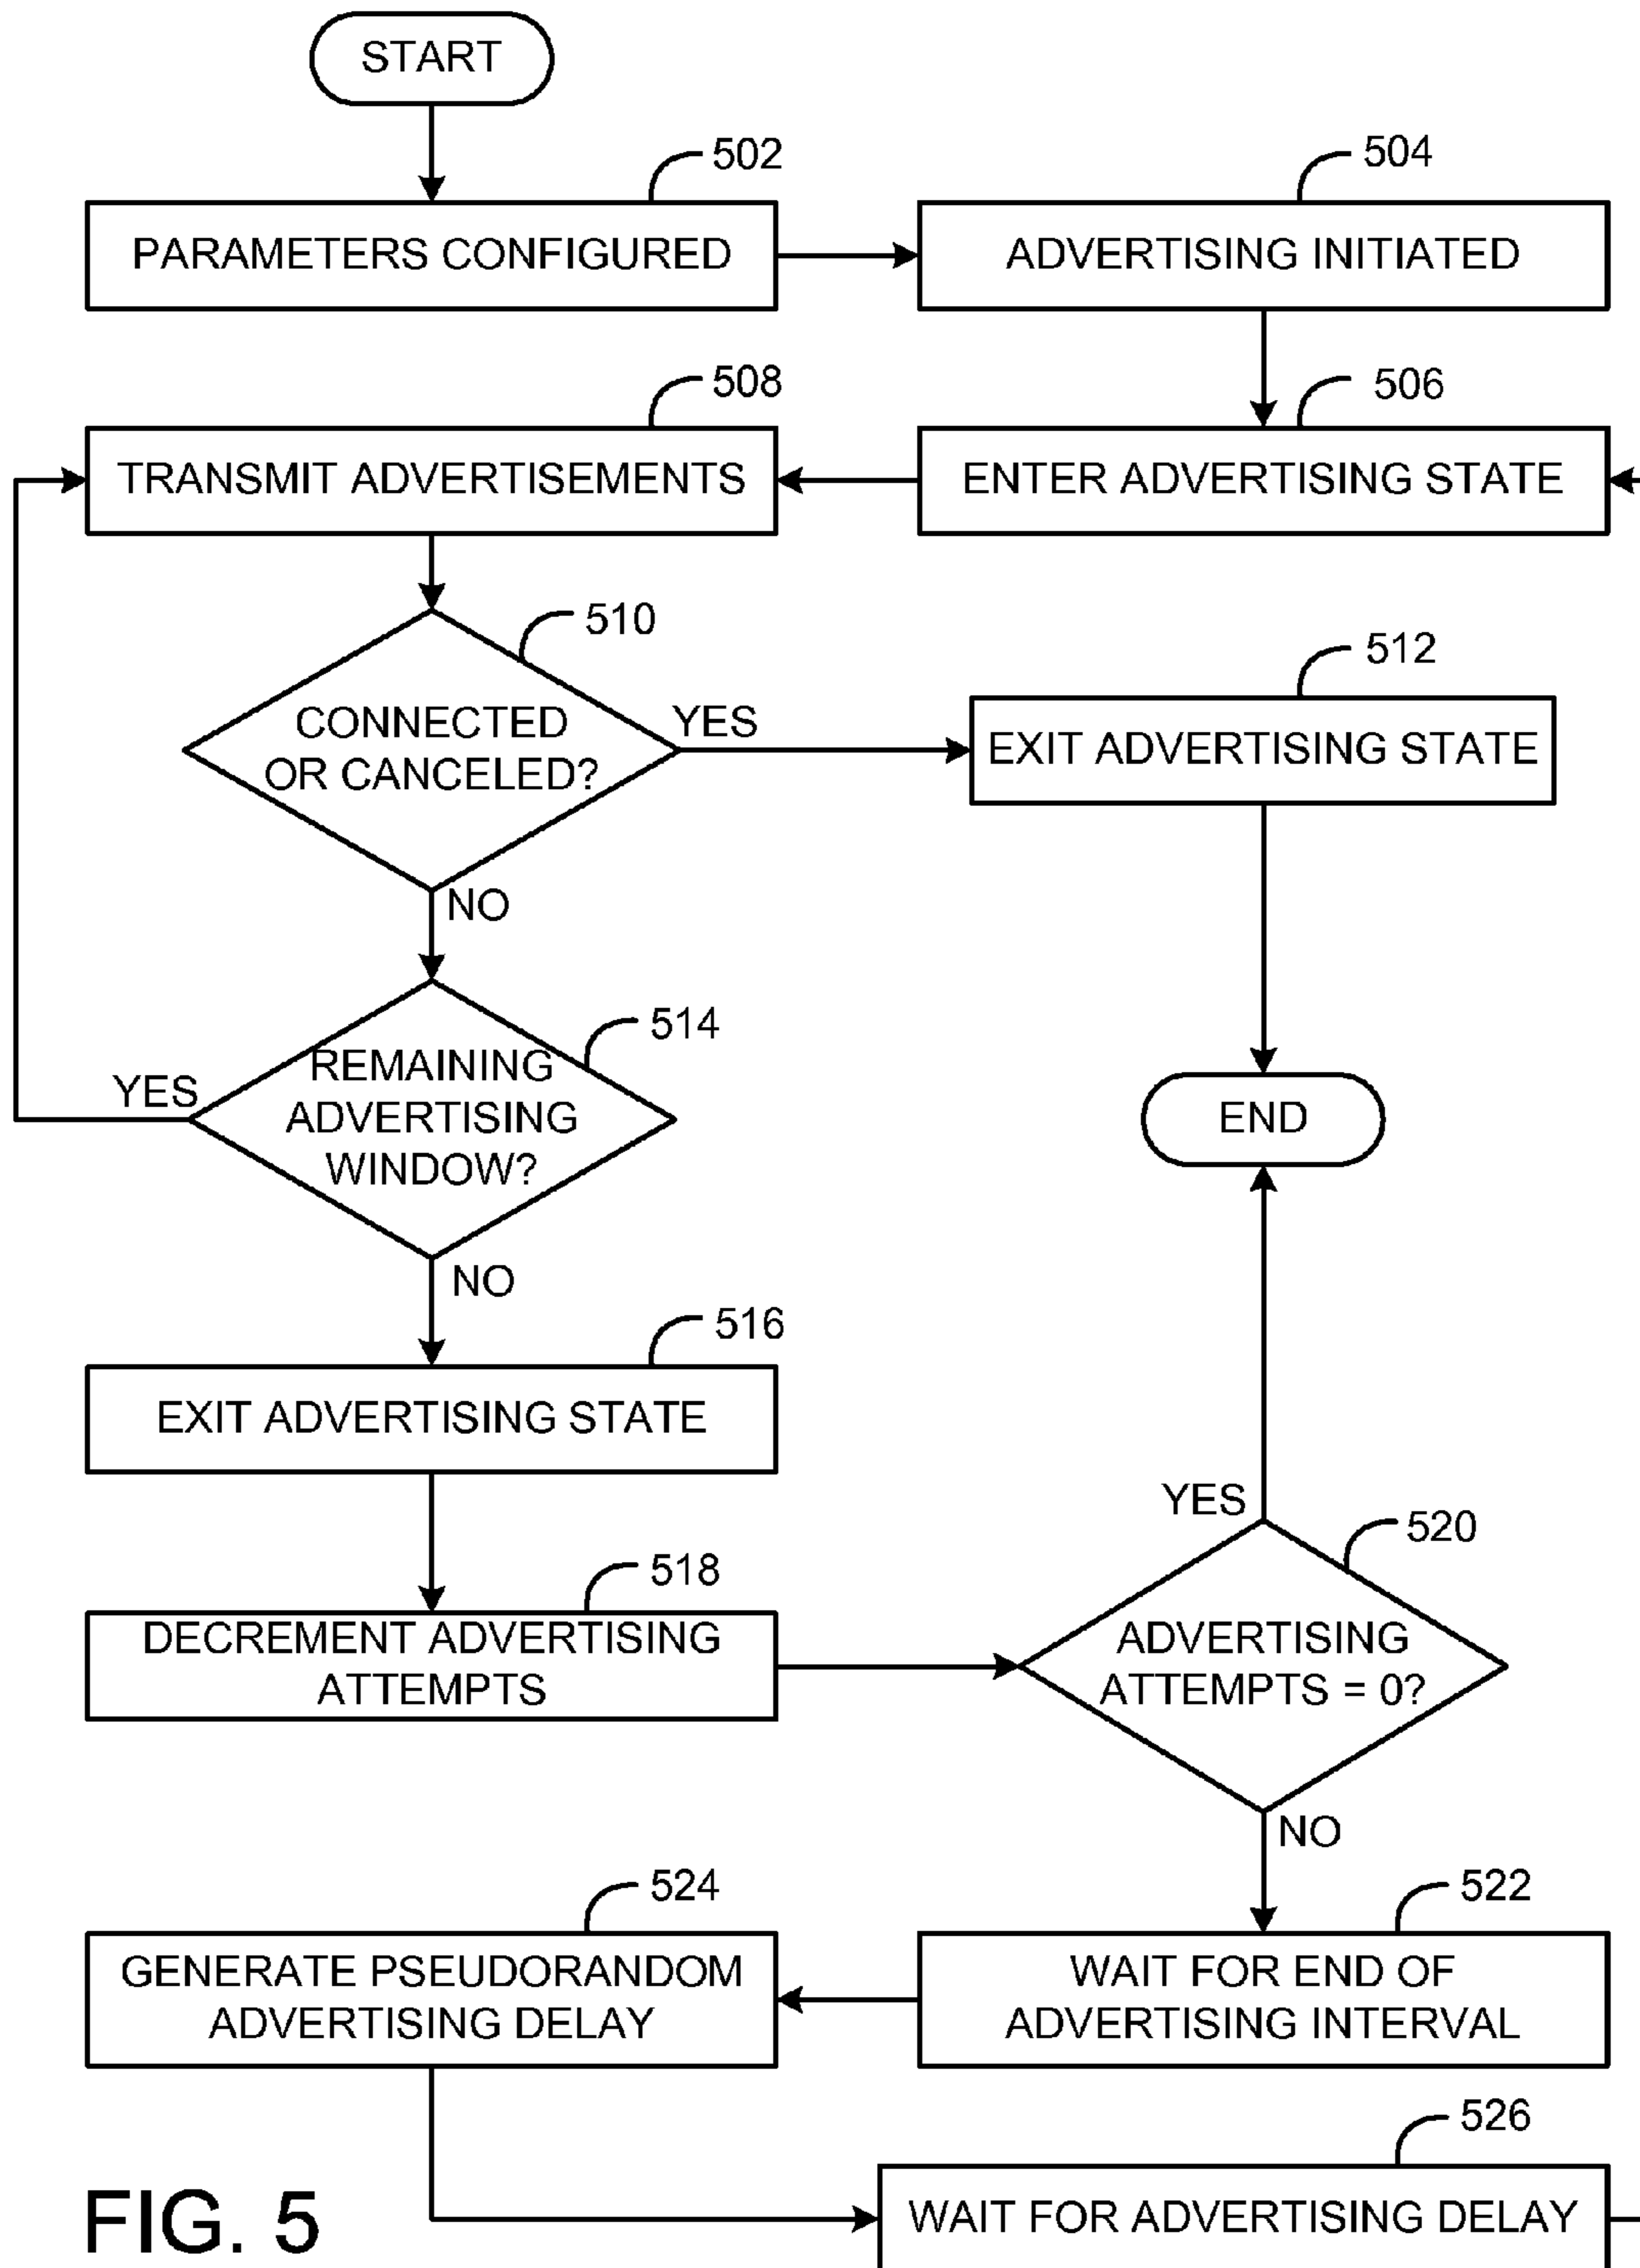 START
502
504
PARAMETERS CONFIGURED
ADVERTISING INITIATED
508
506
TRANSMIT ADVERTISEMENTS
ENTER ADVERTISING STATE
510
CONNECTED
OR CANCELED?
YES
512
EXIT ADVERTISING STATE
NO
514
REMAINING
ADVERTISING
WINDOW?
YES
END
NO
516
EXIT ADVERTISING STATE
518
DECREMENT ADVERTISING
ATTEMPTS
YES
520
ADVERTISING
ATTEMPTS = 0?
NO
522
WAIT FOR END OF
ADVERTISING INTERVAL
524
GENERATE PSEUDORANDOM
ADVERTISING DELAY
526
WAIT FOR ADVERTISING DELAY
FIG. 5